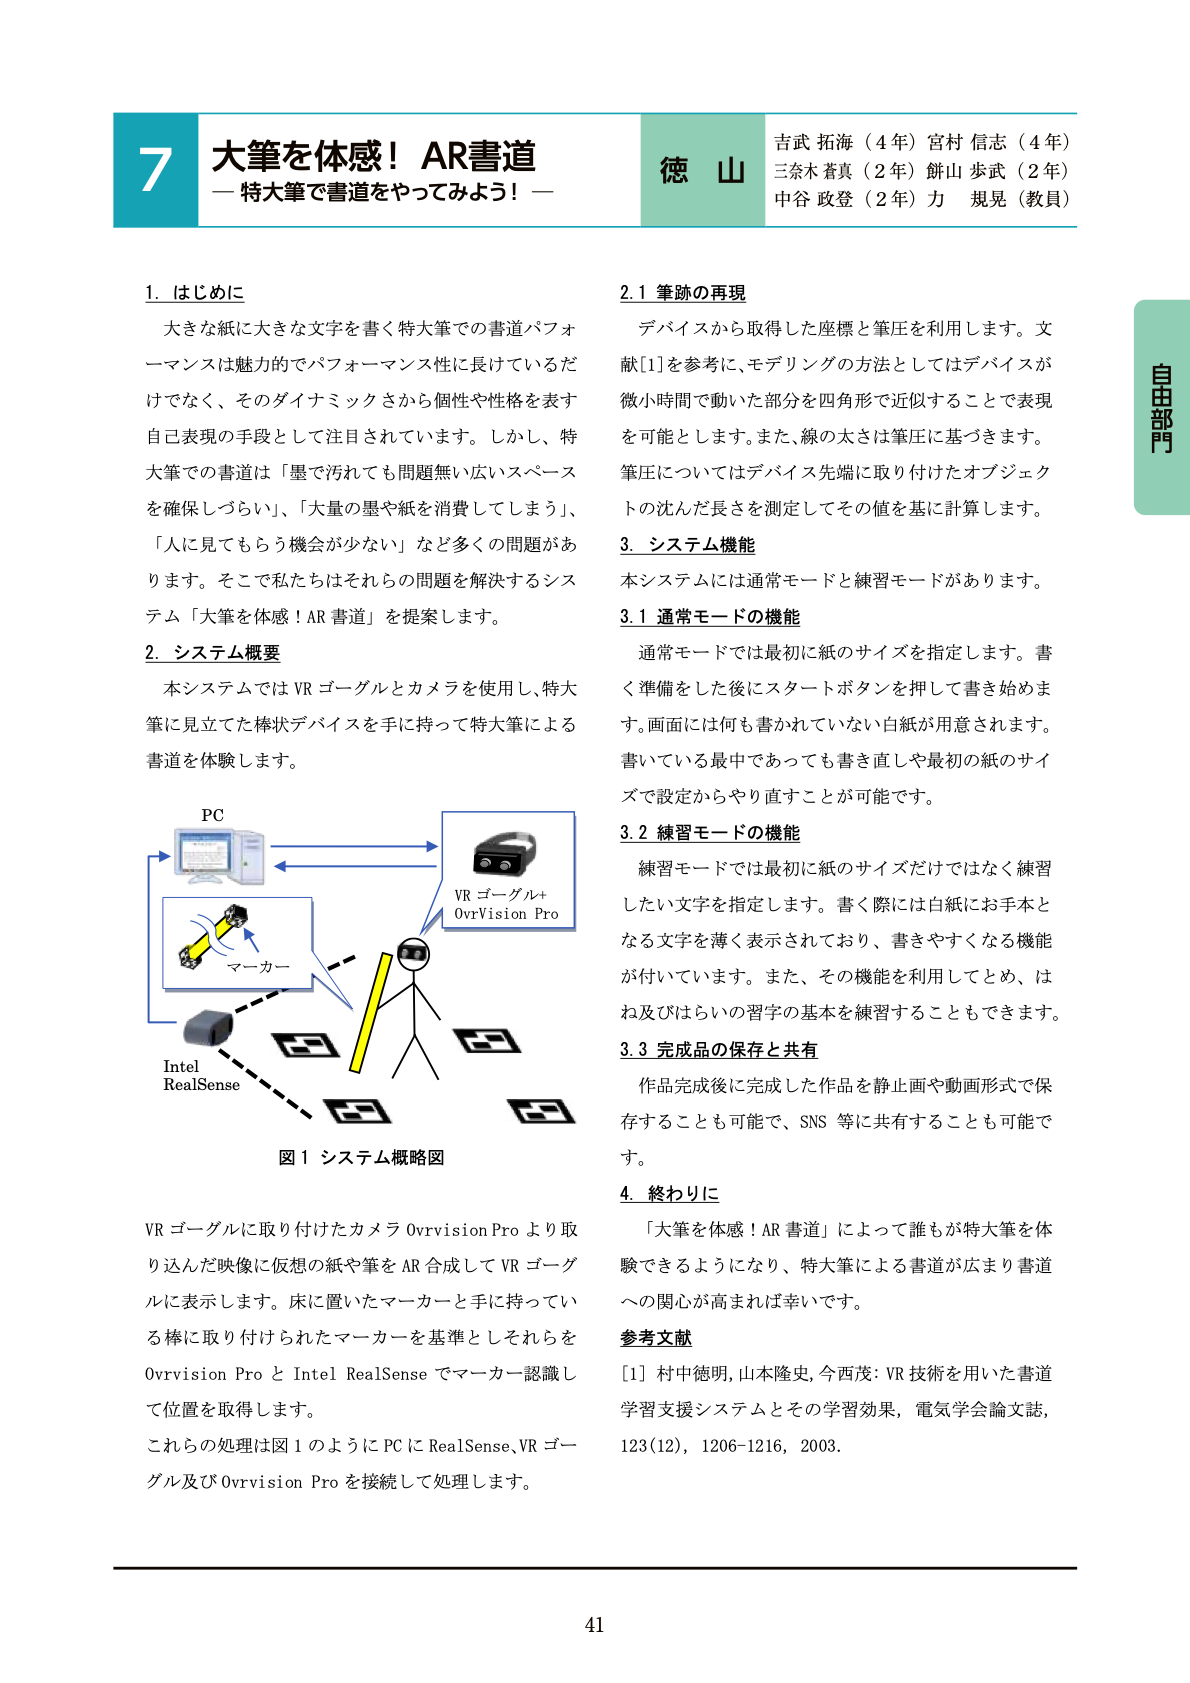 7
大筆を体感！ AR書道
― 特大筆で書道をやってみよう！ ―
徳 山
吉武 拓海（４年）宮村 信志（４年）
三奈木 蒼真（２年）餅山 歩武（２年）
中谷 政登（２年）力　規晃（教員）
自由部門
1. はじめに
大きな紙に大きな文字を書く特大筆での書道パフォ
ーマンスは魅力的でパフォーマンス性に長けているだ
けでなく、そのダイナミックさから個性や性格を表す
自己表現の手段として注目されています。しかし、特
大筆での書道は「墨で汚れても問題無い広いスペース
を確保しづらい」、「大量の墨や紙を消費してしまう」、
「人に見てもらう機会が少ない」など多くの問題があ
ります。そこで私たちはそれらの問題を解決するシス
テム「大筆を体感！AR 書道」を提案します。
2. システム概要
本システムでは VR ゴーグルとカメラを使用し、特大
筆に見立てた棒状デバイスを手に持って特大筆による
書道を体験します。
PC
VR ゴーグル+
OvrVision Pro
マーカー
Intel
RealSense
図 1 システム概略図
VR ゴーグルに取り付けたカメラ Ovrvision Pro より取
り込んだ映像に仮想の紙や筆を AR 合成して VR ゴーグ
ルに表示します。床に置いたマーカーと手に持ってい
る棒に取り付けられたマーカーを基準としそれらを
Ovrvision Pro と Intel RealSense でマーカー認識し
て位置を取得します。
これらの処理は図 1 のように PC に RealSense、VR ゴー
グル及び Ovrvision Pro を接続して処理します。
2.1 筆跡の再現
デバイスから取得した座標と筆圧を利用します。文
献[1]を参考に、モデリングの方法としてはデバイスが
微小時間で動いた部分を四角形で近似することで表現
を可能とします。また、線の太さは筆圧に基づきます。
筆圧についてはデバイス先端に取り付けたオブジェク
トの沈んだ長さを測定してその値を基に計算します。
3. システム機能
本システムには通常モードと練習モードがあります。
3.1 通常モードの機能
通常モードでは最初に紙のサイズを指定します。書
く準備をした後にスタートボタンを押して書き始めま
す。画面には何も書かれていない白紙が用意されます。
書いている最中であっても書き直しや最初の紙のサイ
ズで設定からやり直すことが可能です。
3.2 練習モードの機能
練習モードでは最初に紙のサイズだけではなく練習
したい文字を指定します。書く際には白紙にお手本と
なる文字を薄く表示されており、書きやすくなる機能
が付いています。また、その機能を利用してとめ、は
ね及びはらいの習字の基本を練習することもできます。
3.3 完成品の保存と共有
作品完成後に完成した作品を静止画や動画形式で保
存することも可能で、SNS 等に共有することも可能で
す。
4. 終わりに
「大筆を体感！AR 書道」によって誰もが特大筆を体
験できるようになり、特大筆による書道が広まり書道
への関心が高まれば幸いです。
参考文献
[1] 村中徳明, 山本隆史, 今西茂: VR 技術を用いた書道
学習支援システムとその学習効果, 電気学会論文誌,
123(12), 1206-1216, 2003.
41